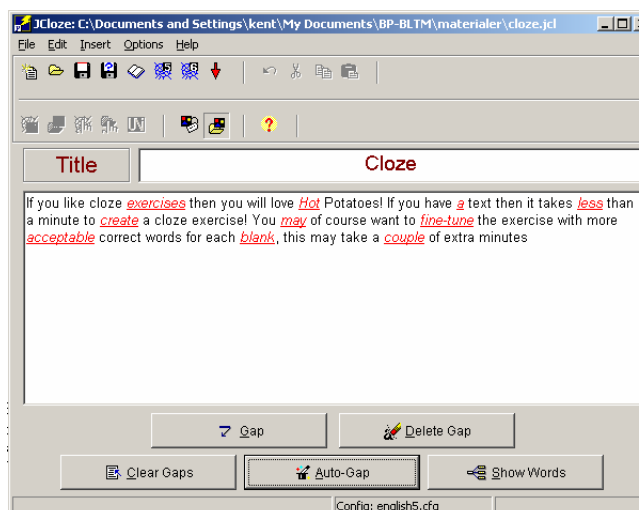 JCloze: C:\Documents and Settings\kent\My Documents\BP-BLTM\materialer\cloze.jcl
File Edit Insert Options Help
Title
Cloze
If you like cloze exercises then you will love Hot Potatoes! If you have a text then it takes less than
a minute to create a cloze exercise! You may of course want to fine-tune the exercise with more
acceptable correct words for each blank, this may take a couple of extra minutes
Gap Delete Gap
Clear Gaps Auto-Gap Show Words
Config: english5.cfg